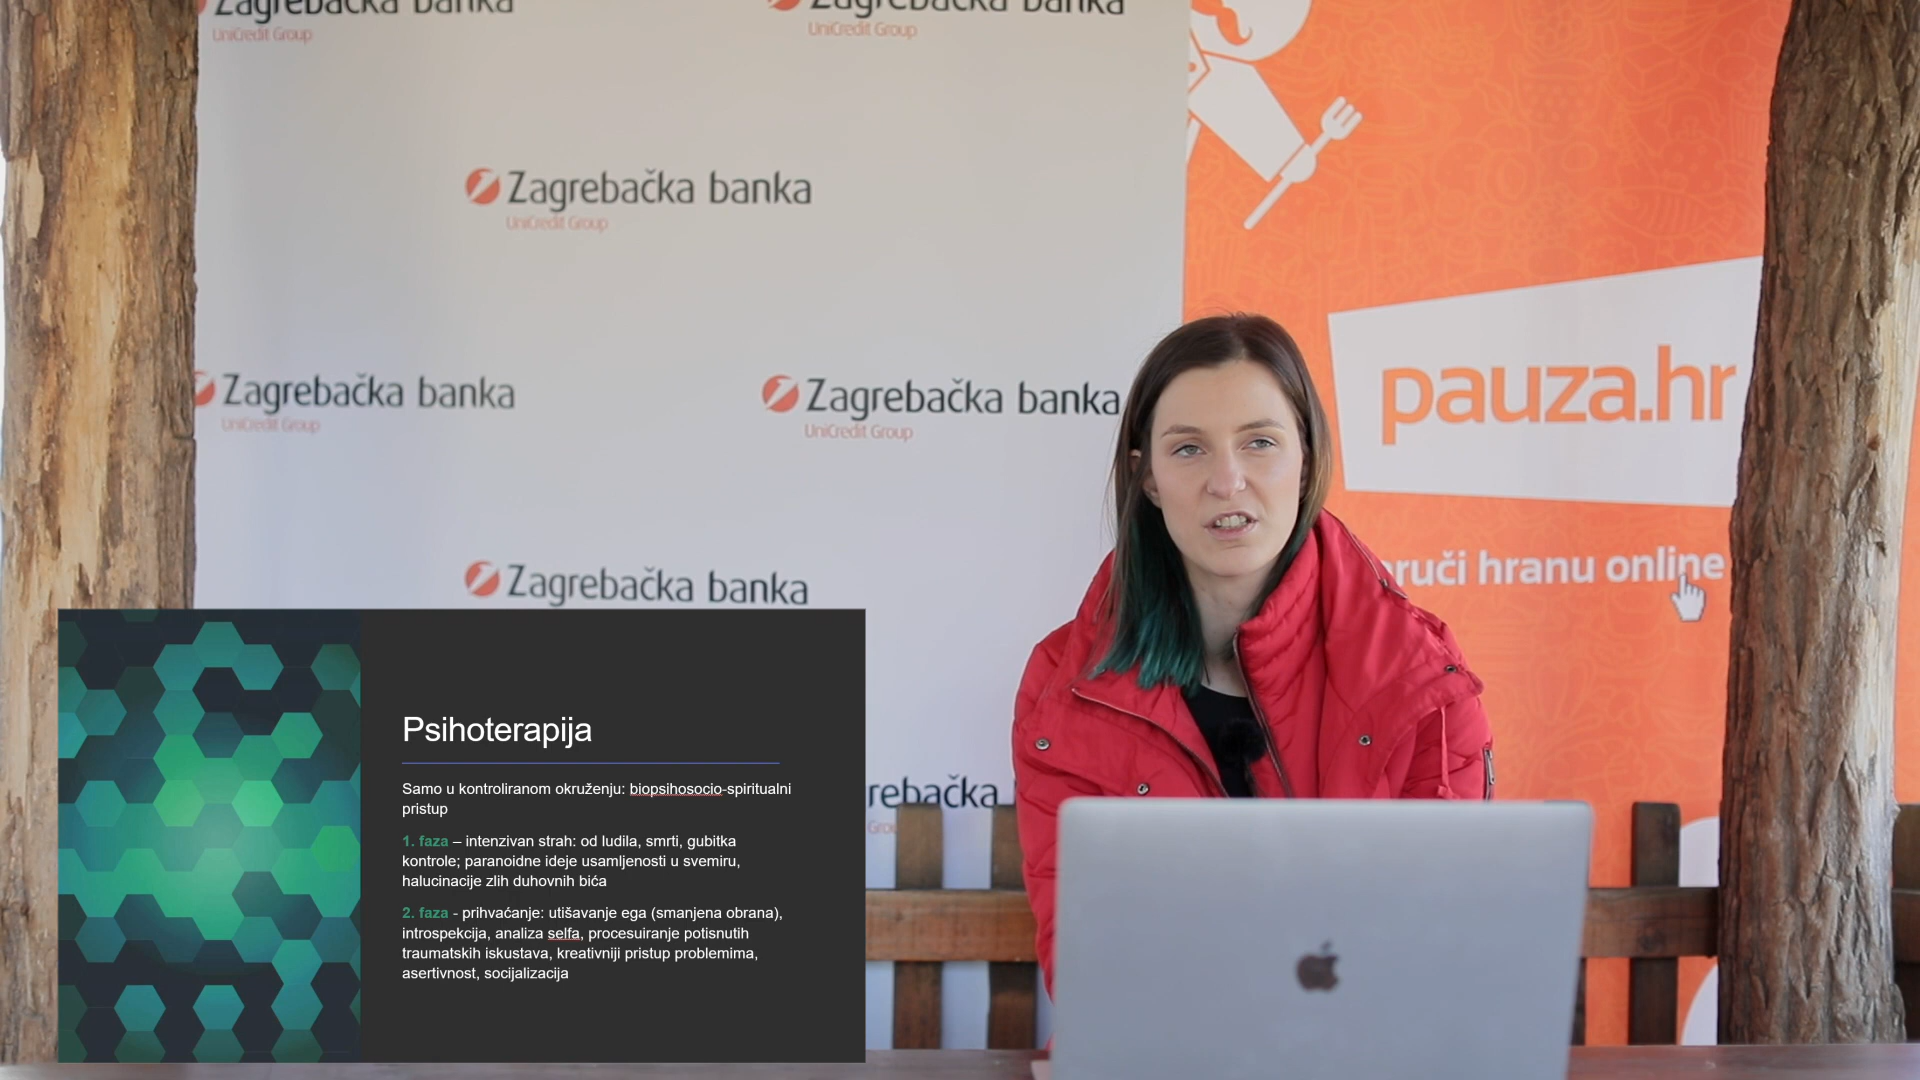 Zagrebačka banka
UniCredit Group
Zagrebačka banka
UniCredit Group
Zagrebačka banka
UniCredit Group
Zagrebačka banka
UniCredit Group
Zagrebačka banka
UniCredit Group
pauza.hr
hranu online
Zagrebačka banka
Psihoterapija
Samo u kontroliranom okruženju: biopsihosocio-spiritualni
pristup
1. faza – intenzivan strah: od ludila, smrti, gubitka
kontrole; paranoidne ideje usamljenosti u svemiru,
halucinacije zlih duhovnih bića
2. faza - prihvaćanje: utišavanje ega (smanjena obrana),
introspekcija, analiza selfa, procesuiranje potisnutih
traumatskih iskustava, kreativniji pristup problemima,
asertivnost, socijalizacija